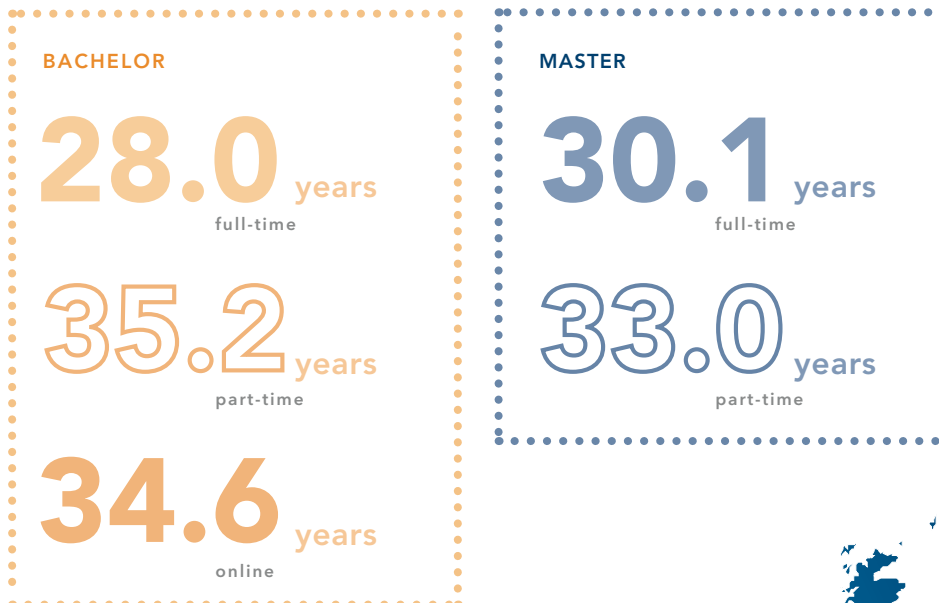 BACHELOR
28.0 years
full-time
35.2 years
part-time
34.6 years
online
MASTER
30.1 years
full-time
33.0 years
part-time